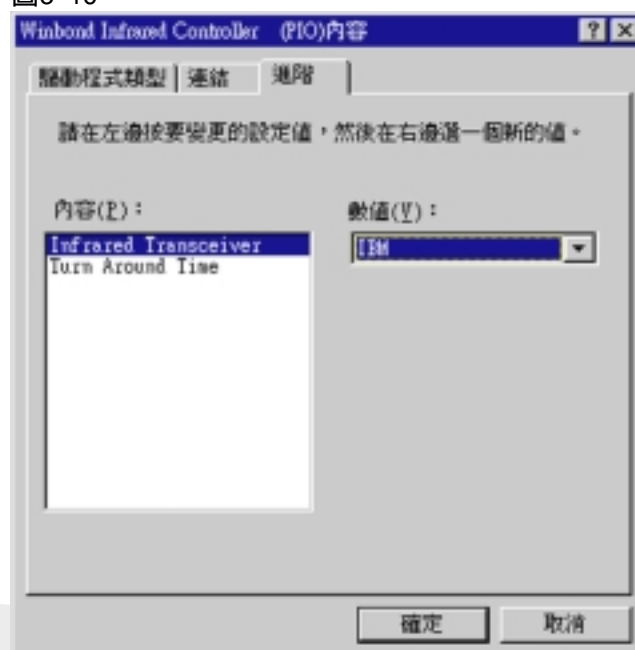 Winbond Infrared Controller (PIO)內容
驅動程式類型 連結 進階
請在左邊按要變更的設定值，然後在右邊選一個新的值。
內容(P)： 數值(V)：
Infrared Transceiver IBM
Turn Around Time
確定 取消